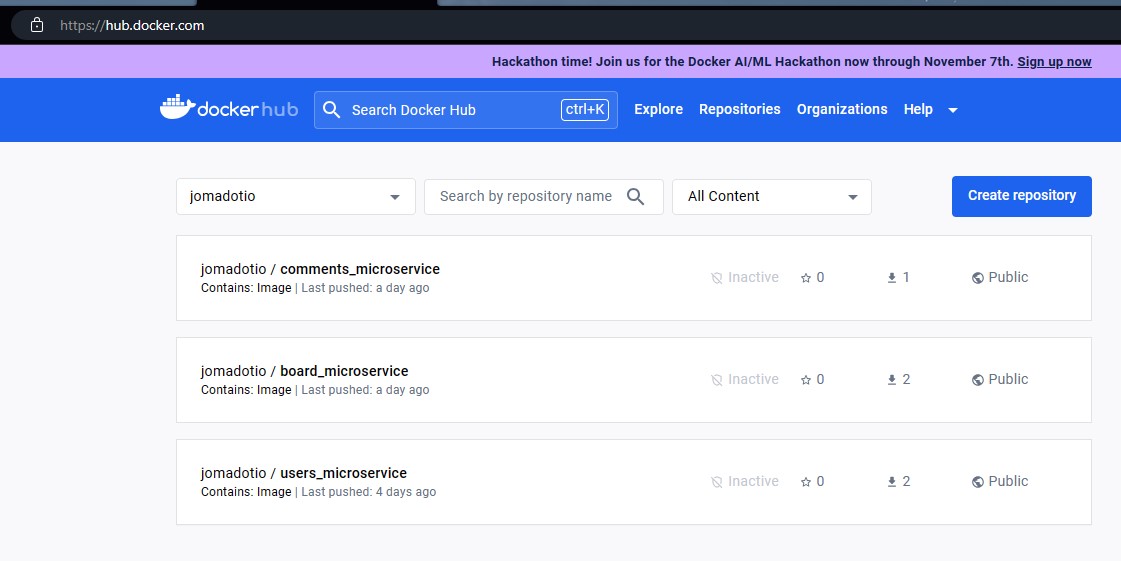 https://hub.docker.com
Hackathon time! Join us for the Docker AI/ML Hackathon now through November 7th. Sign up now
dockerhub Search Docker Hub ctrl+K Explore Repositories Organizations Help
jomadotio Search by repository name All Content Create repository
jomadotio / comments_microservice
Contains: Image | Last pushed: a day ago
Inactive 0 1 Public
jomadotio / board_microservice
Contains: Image | Last pushed: a day ago
Inactive 0 2 Public
jomadotio / users_microservice
Contains: Image | Last pushed: 4 days ago
Inactive 0 2 Public